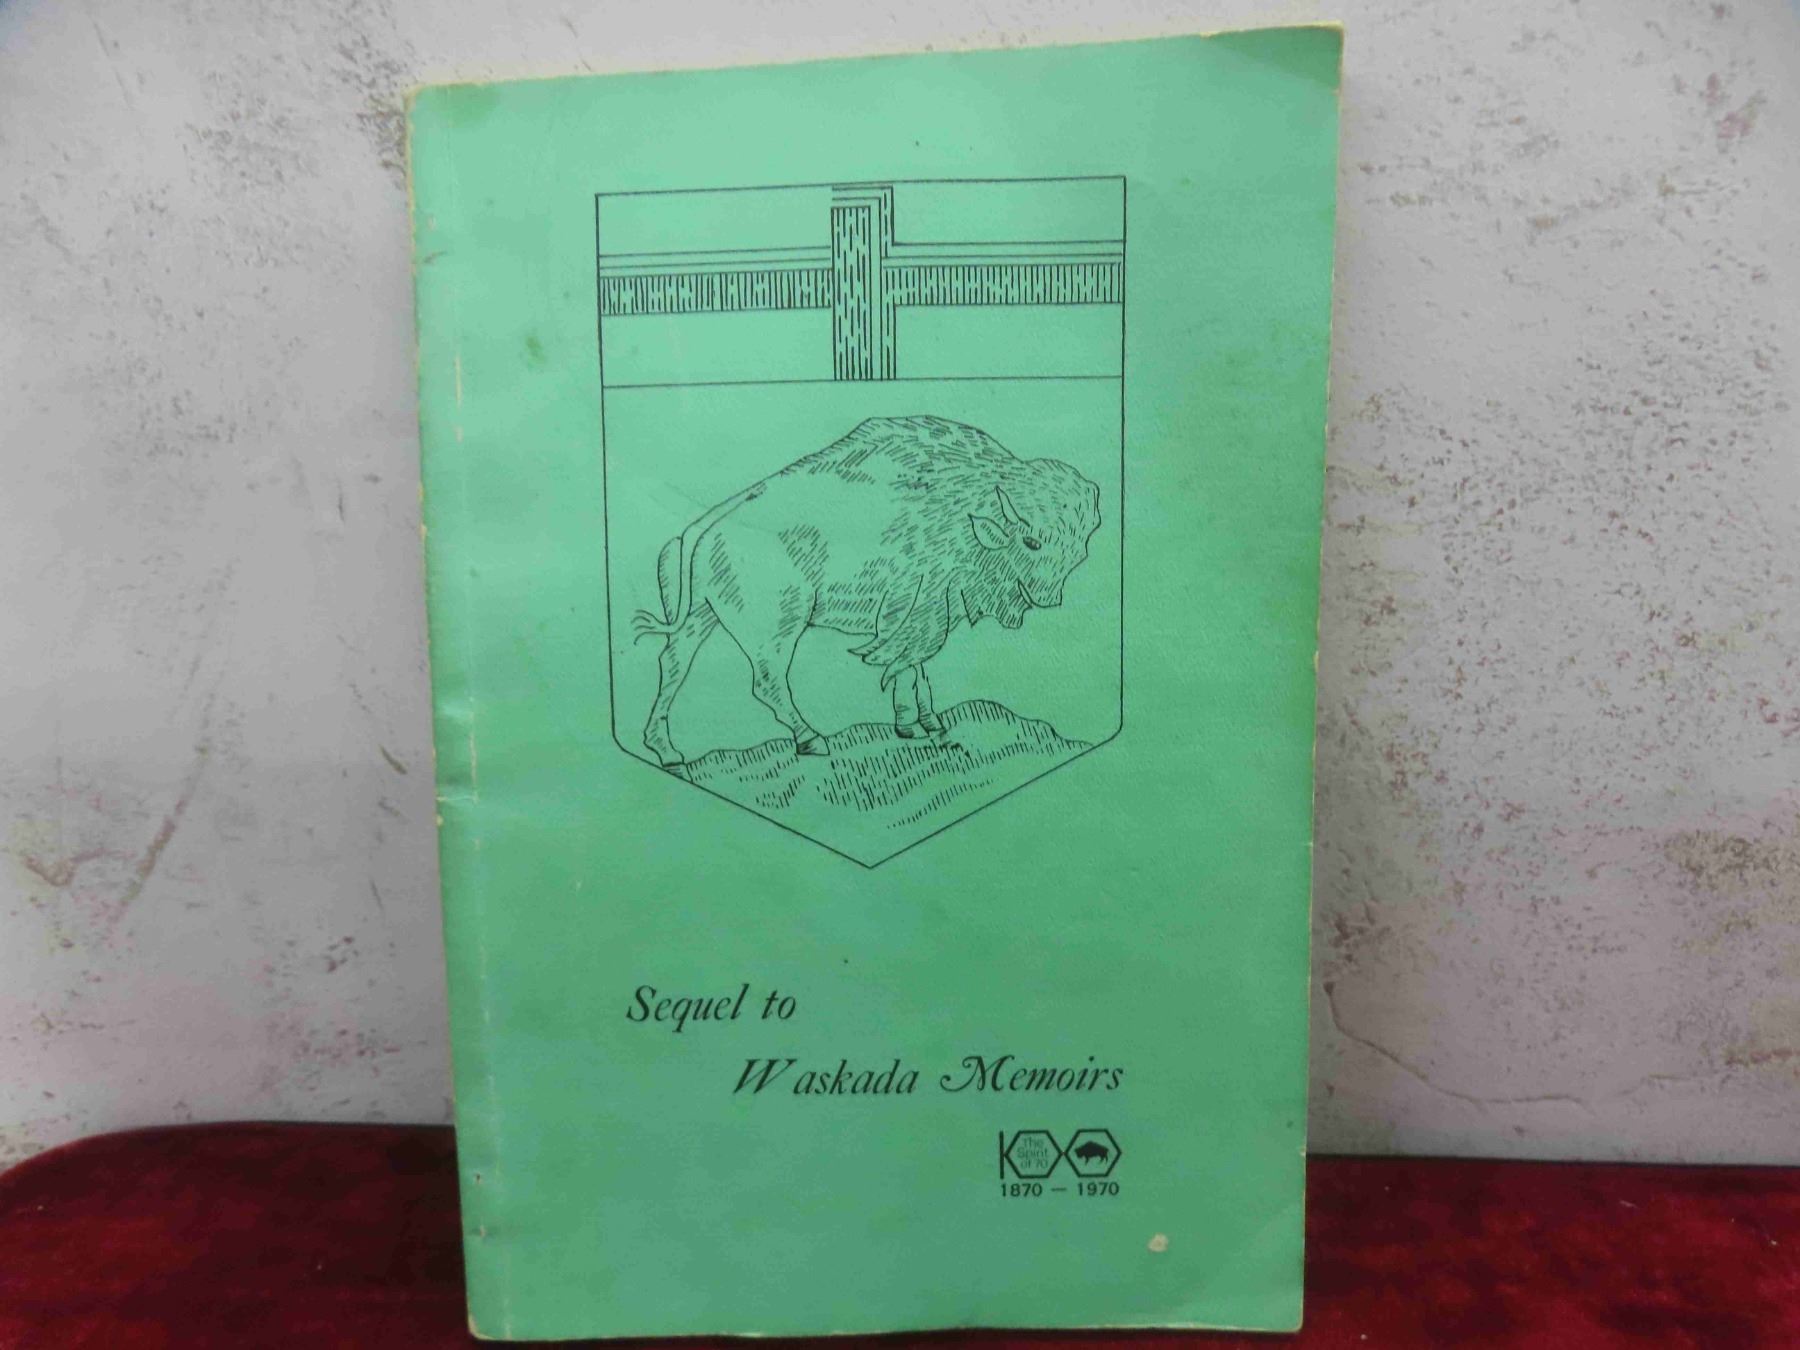 Sequel to
Waskada Memoirs
The
Spirit
of 70
1870 — 1970